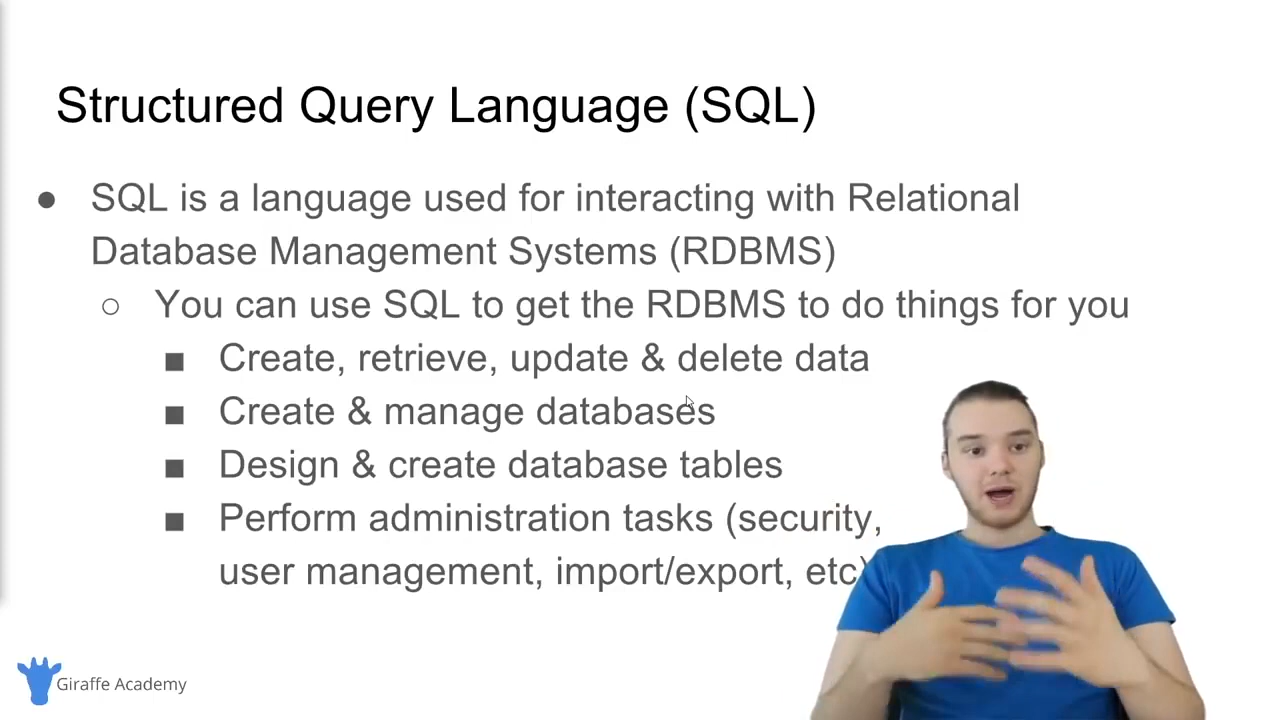 Structured Query Language (SQL)
● SQL is a language used for interacting with Relational
Database Management Systems (RDBMS)
○ You can use SQL to get the RDBMS to do things for you
■ Create, retrieve, update & delete data
■ Create & manage databases
■ Design & create database tables
■ Perform administration tasks (security,
user management, import/export, etc)
Giraffe Academy